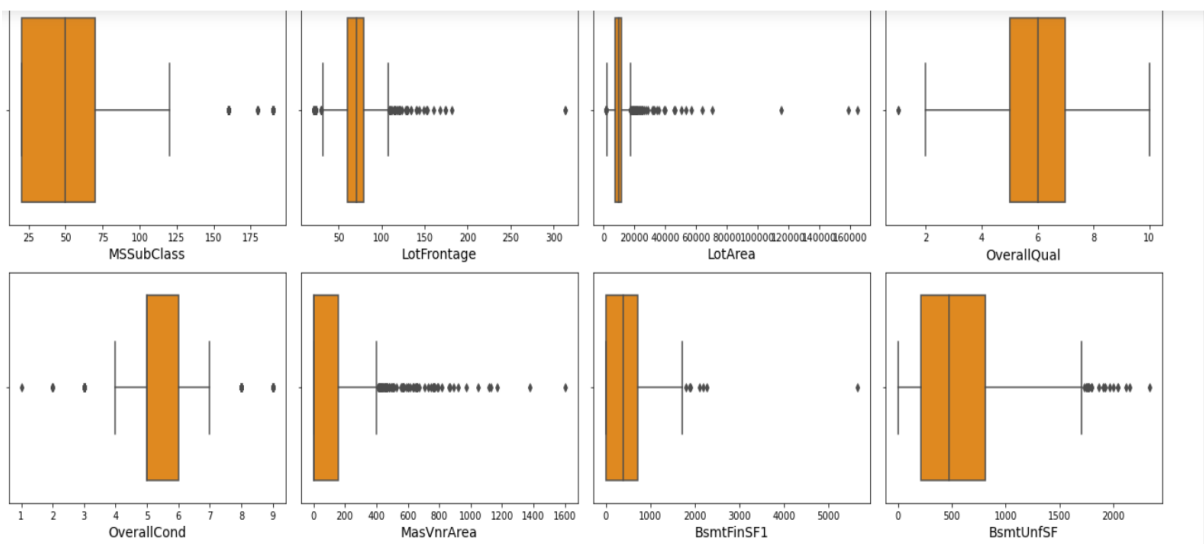 25 50 75 100 125 150 175
MSSubClass
50 100 150 200 250 300
LotFrontage
0 20000 40000 60000 80000 100000 120000 140000 160000
LotArea
2 4 6 8 10
OverallQual
1 2 3 4 5 6 7 8 9
OverallCond
0 200 400 600 800 1000 1200 1400 1600
MasVnrArea
0 1000 2000 3000 4000 5000
BsmtFinSF1
0 500 1000 1500 2000
BsmtUnfSF